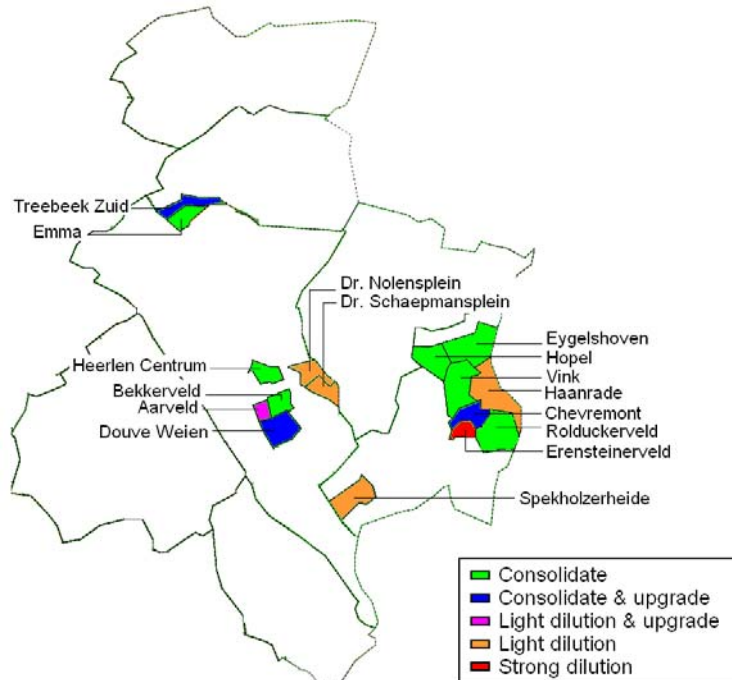 Treebeek Zuid
Emma
Dr. Nolensplein
Dr. Schaepmansplein
Heerlen Centrum
Bekkerveld
Aarveld
Douve Weien
Eygelshoven
Hopel
Vink
Haanrade
Chevremont
Rolduckerveld
Erensteinerveld
Spekholzerheide
Consolidate
Consolidate & upgrade
Light dilution & upgrade
Light dilution
Strong dilution